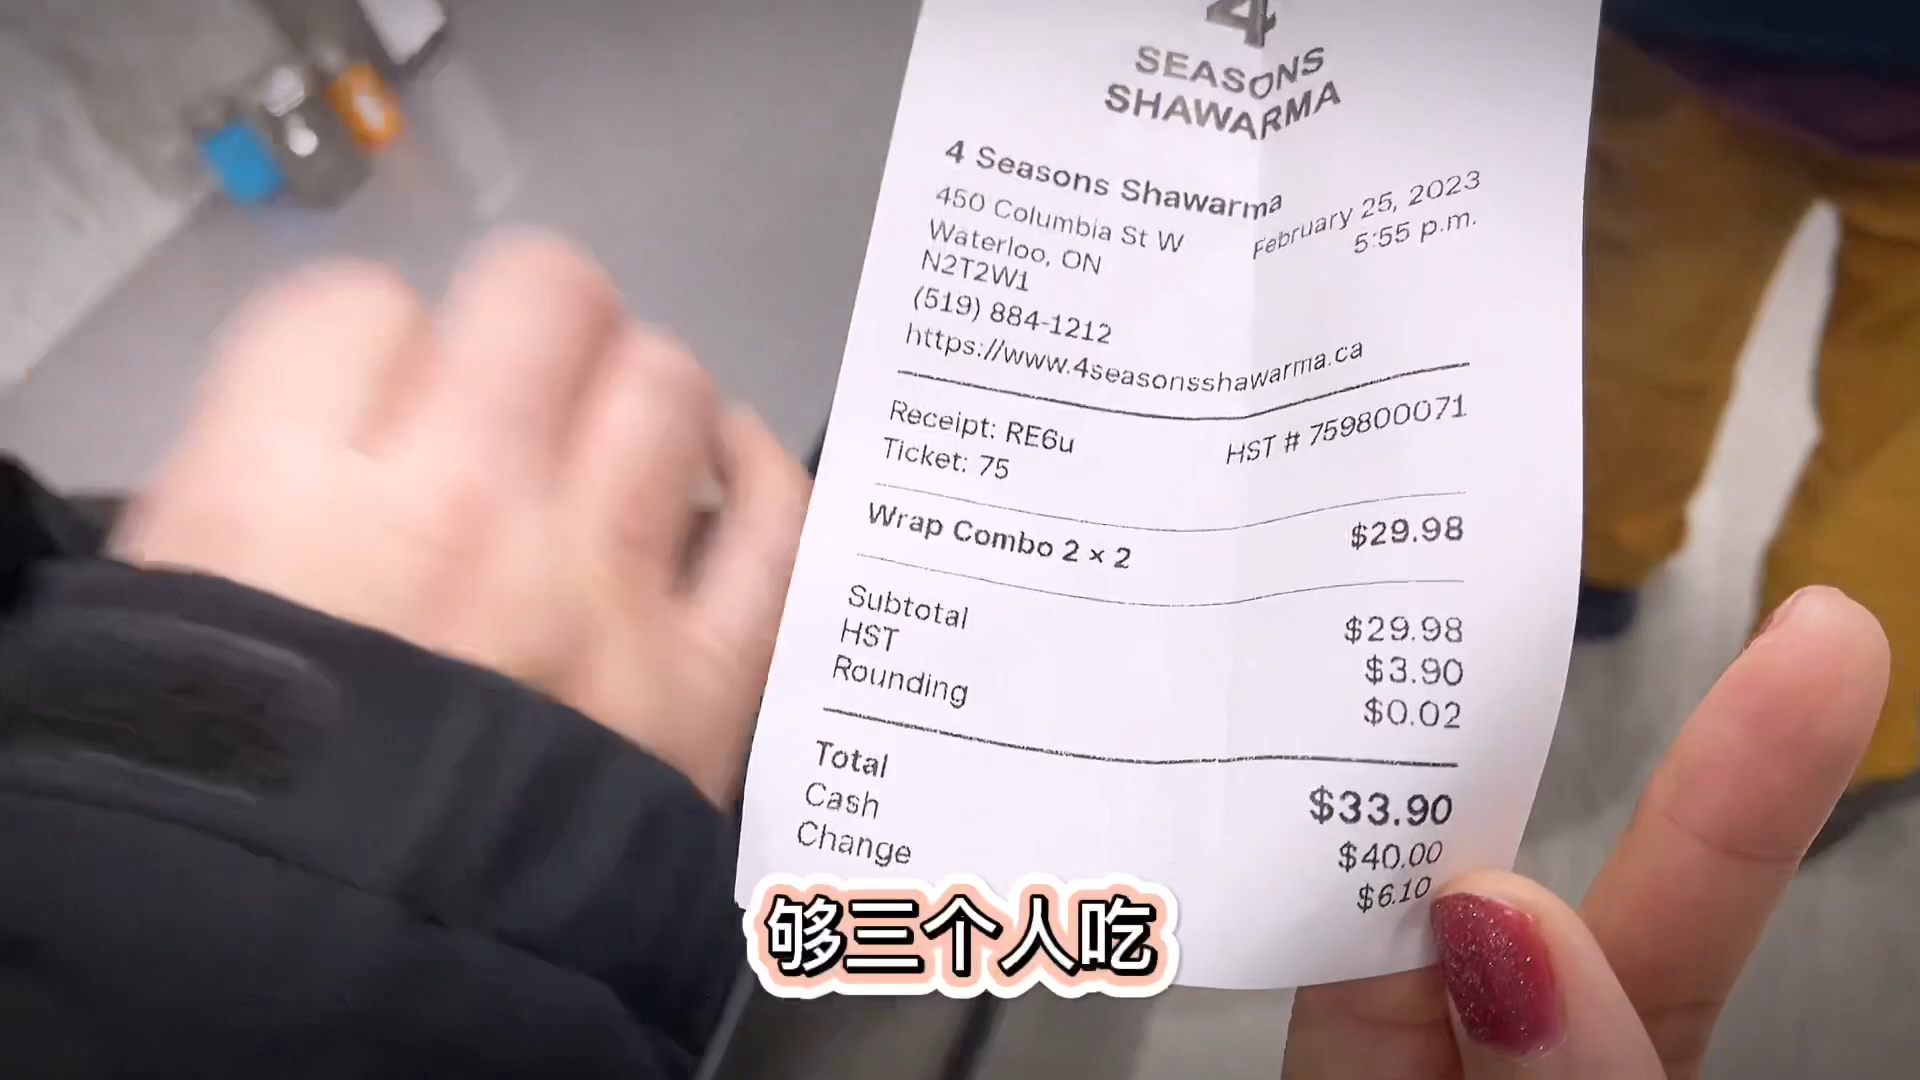 4
SEASONS
SHAWARMA
4 Seasons Shawarma
February 25, 2023
450 Columbia St W
5:55 p.m.
Waterloo, ON
N2T2W1
(519) 884-1212
https://www.4seasonsshawarma.ca
Receipt: RE6u
HST # 759800071
Ticket: 75
Wrap Combo 2 × 2 $29.98
Subtotal $29.98
HST $3.90
Rounding $0.02
Total $33.90
Cash $40.00
Change $6.10
够三个人吃